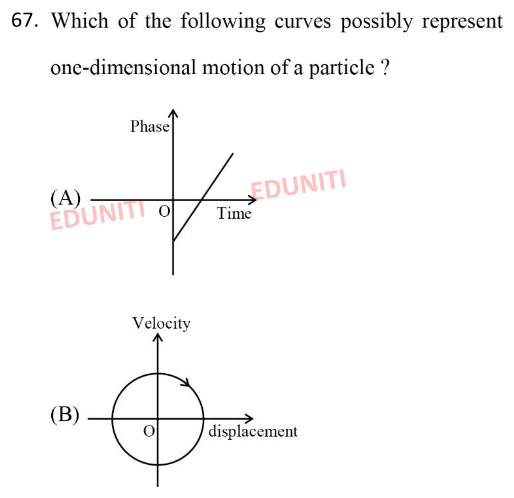 67. Which of the following curves possibly represent
one-dimensional motion of a particle ?
Phase
(A)
EDUNITI
EDUNITI
O
Time
Velocity
(B)
O
displacement